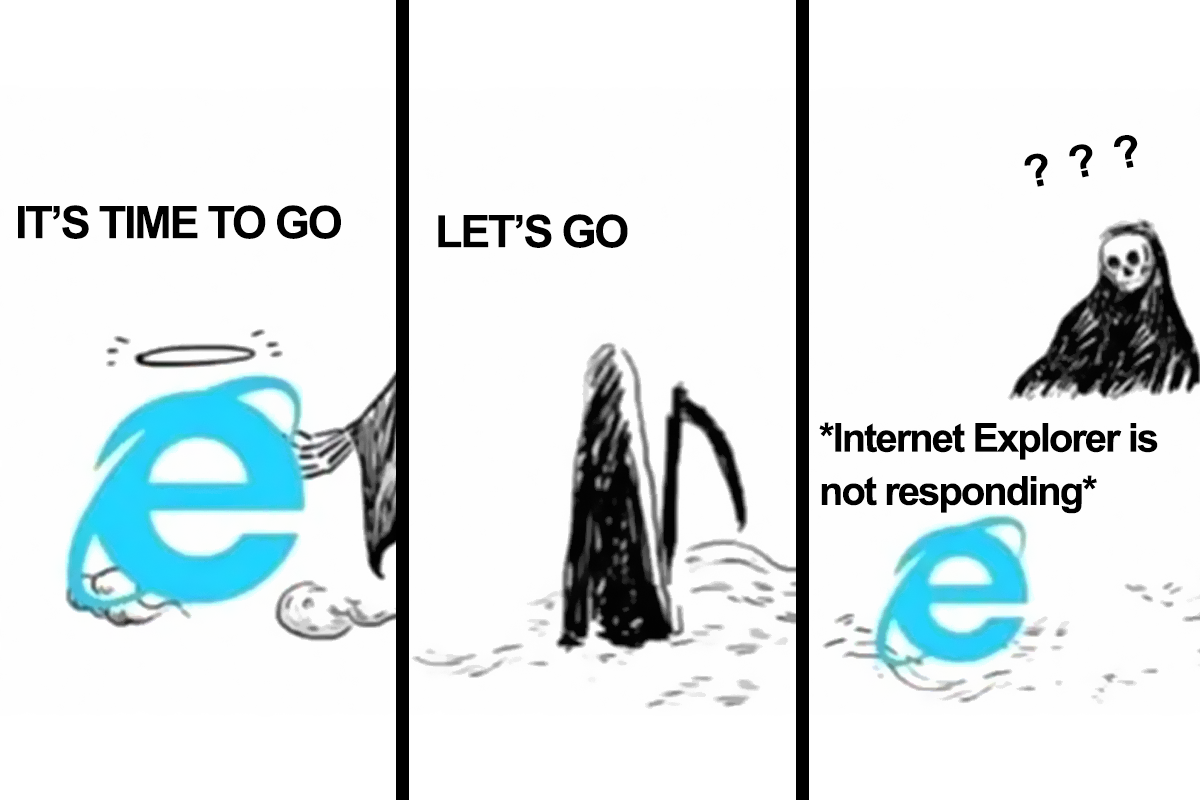 IT’S TIME TO GO
LET’S GO
? ? ?
*Internet Explorer is
not responding*